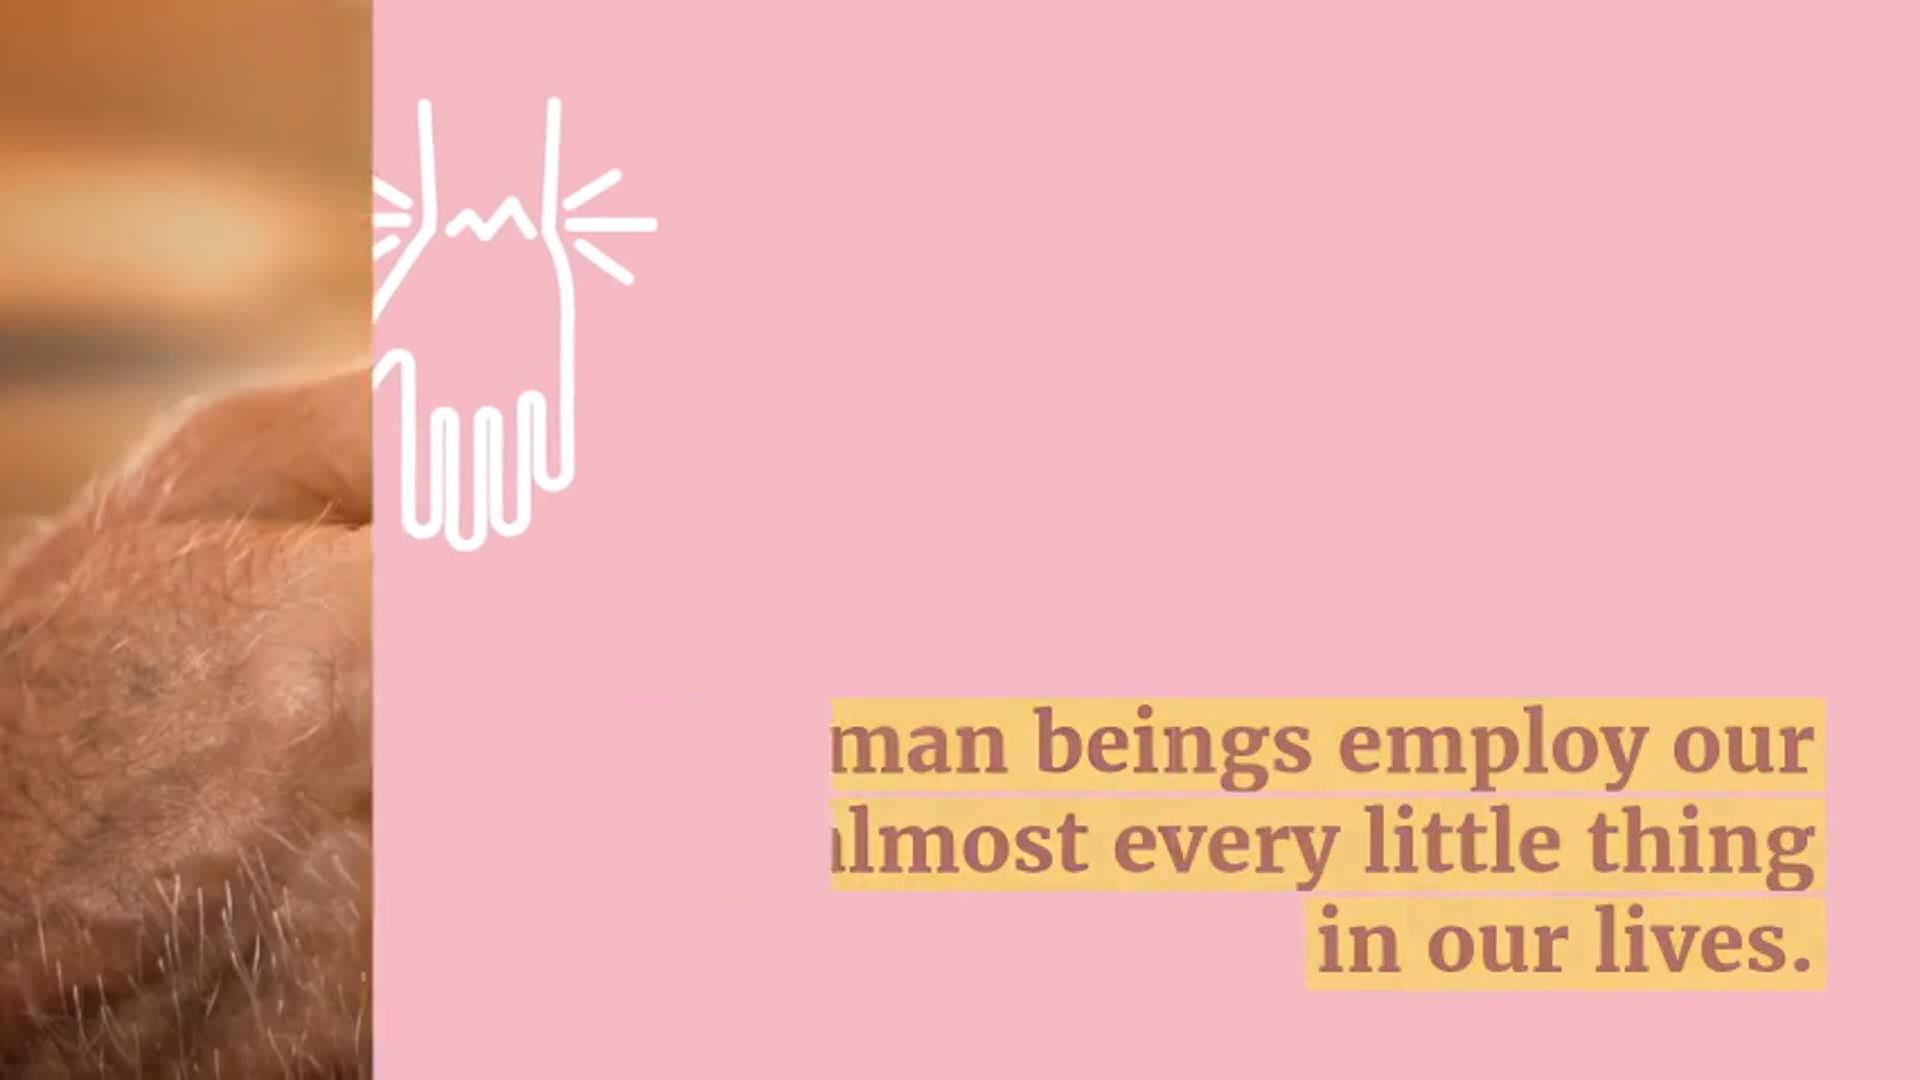 man beings employ our
lmost every little thing
in our lives.